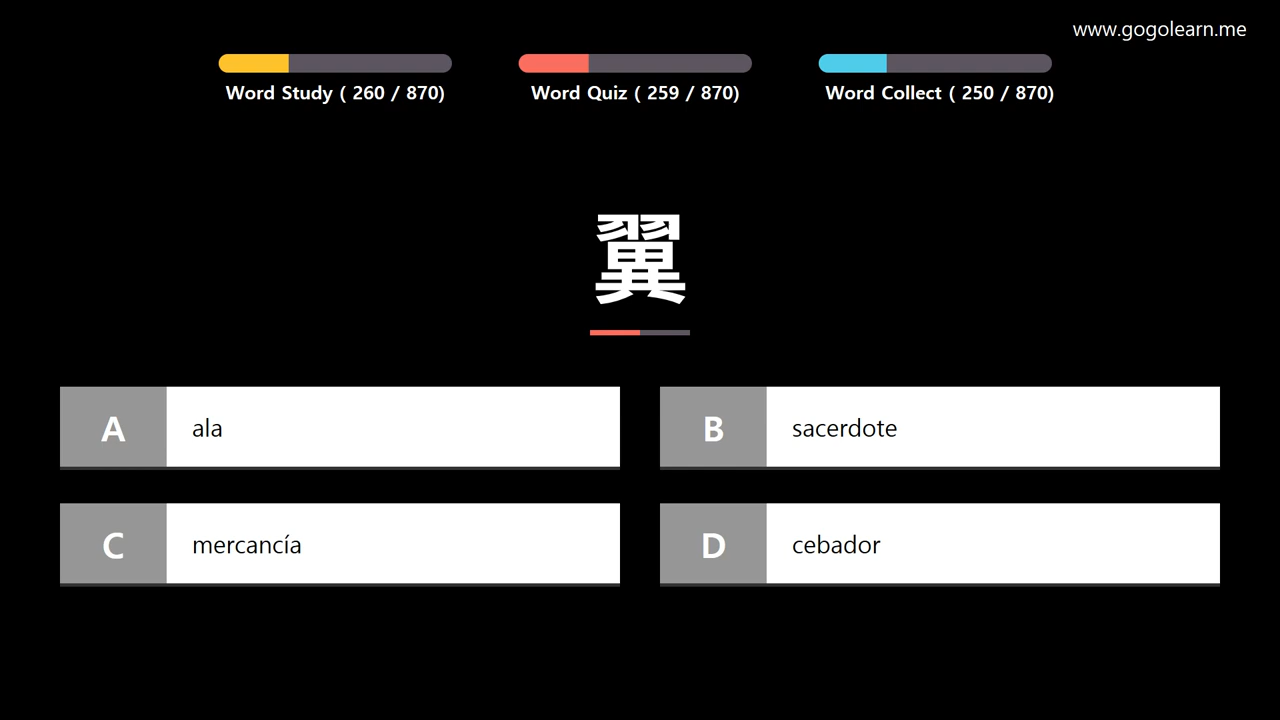 www.gogolearn.me
Word Study ( 260 / 870)
Word Quiz ( 259 / 870)
Word Collect ( 250 / 870)
翼
A ala
B sacerdote
C mercancía
D cebador